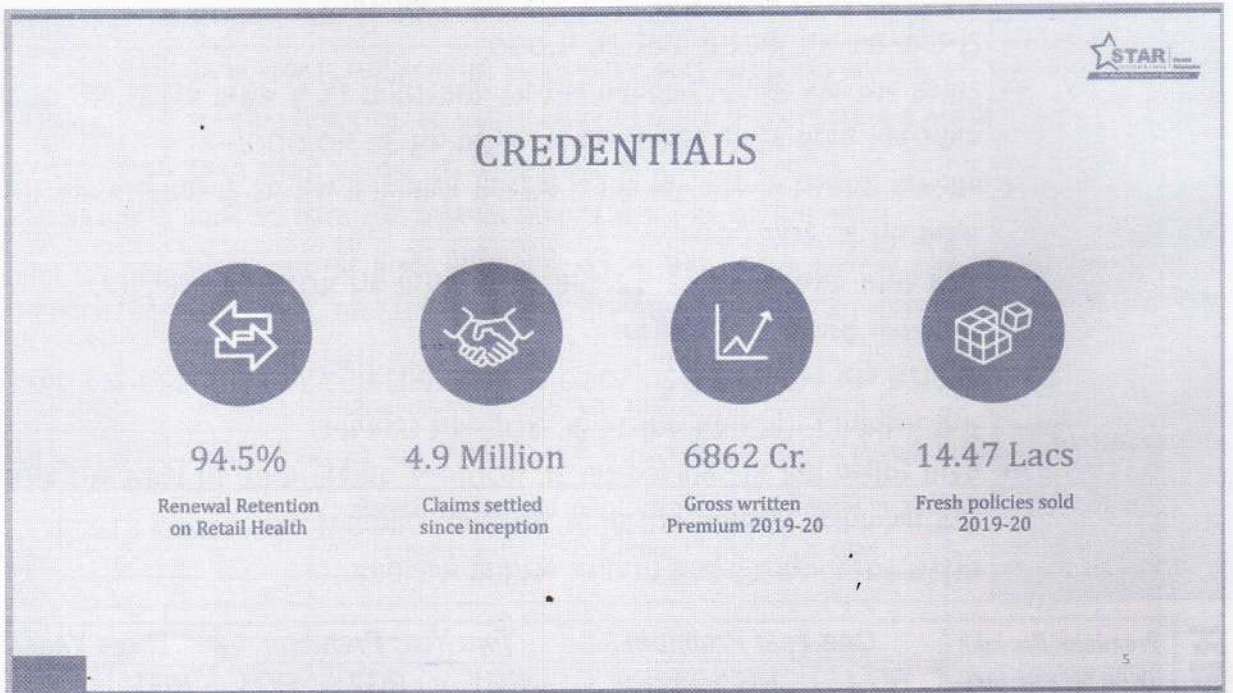 STAR
CREDENTIALS
94.5%
Renewal Retention
on Retail Health
4.9 Million
Claims settled
since inception
6862 Cr.
Gross written
Premium 2019-20
14.47 Lacs
Fresh policies sold
2019-20
5